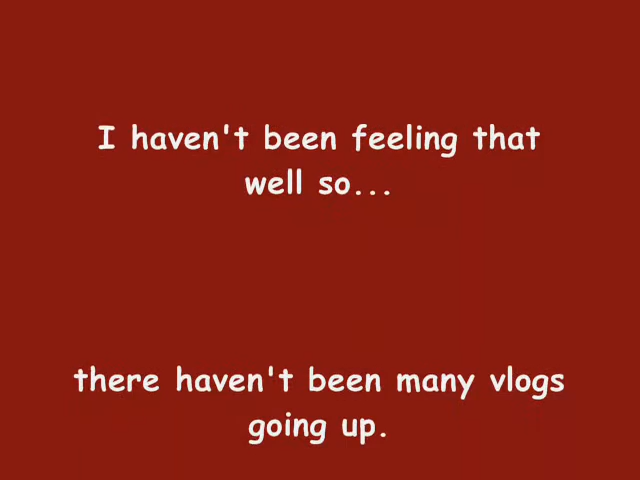 I haven't been feeling that
well so...
there haven't been many vlogs
going up.